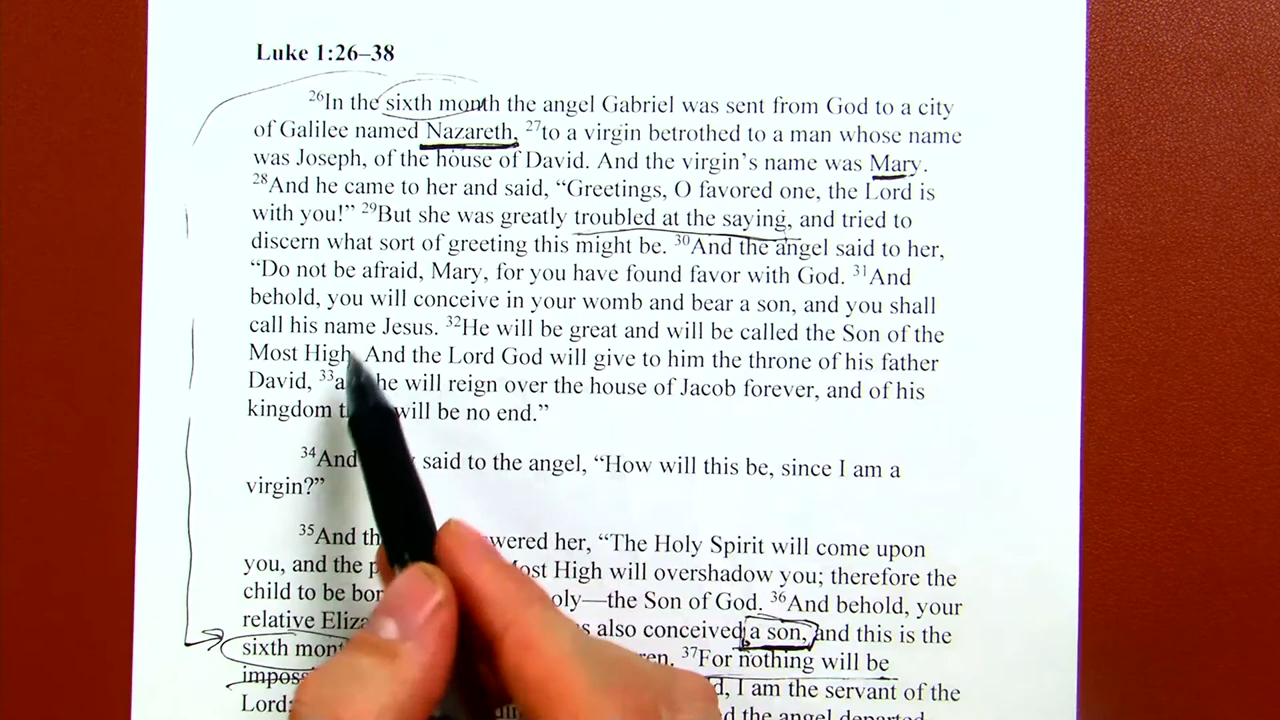 Luke 1:26–38
26In the sixth month the angel Gabriel was sent from God to a city
of Galilee named Nazareth, 27to a virgin betrothed to a man whose name
was Joseph, of the house of David. And the virgin’s name was Mary.
28And he came to her and said, “Greetings, O favored one, the Lord is
with you!” 29But she was greatly troubled at the saying, and tried to
discern what sort of greeting this might be. 30And the angel said to her,
“Do not be afraid, Mary, for you have found favor with God. 31And
behold, you will conceive in your womb and bear a son, and you shall
call his name Jesus. 32He will be great and will be called the Son of the
Most High. And the Lord God will give to him the throne of his father
David, 33 he will reign over the house of Jacob forever, and of his
kingdom will be no end.”
34And said to the angel, “How will this be, since I am a
virgin?”
35And her, “The Holy Spirit will come upon
you, and the Most High will overshadow you; therefore the
child to be the Son of God. 36And behold, your
relative also conceived a son, and this is the
sixth 37For nothing will be
I am the servant of the
Lord; the angel departed